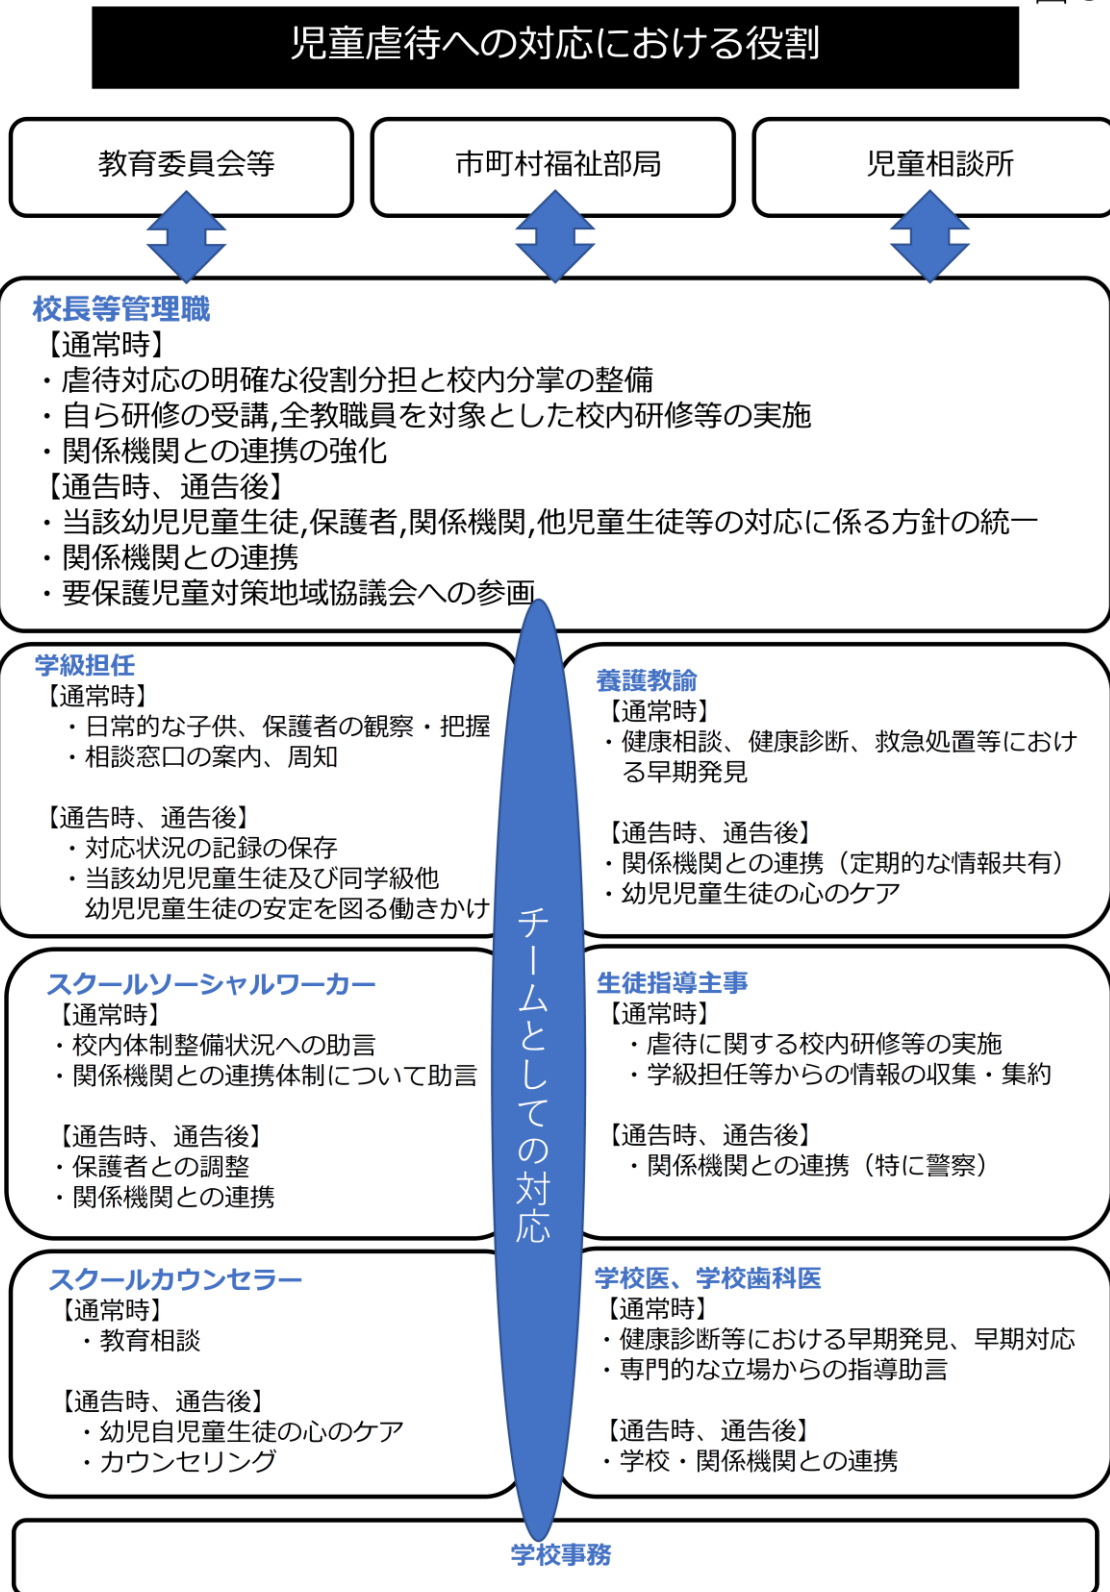 児童虐待への対応における役割
教育委員会等
市町村福祉部局
児童相談所
校長等管理職
【通常時】
・虐待対応の明確な役割分担と校内分掌の整備
・自ら研修の受講,全教職員を対象とした校内研修等の実施
・関係機関との連携の強化
【通告時、通告後】
・当該幼児児童生徒,保護者,関係機関,他児童生徒等の対応に係る方針の統一
・関係機関との連携
・要保護児童対策地域協議会への参画
学級担任
【通常時】
・日常的な子供、保護者の観察・把握
・相談窓口の案内、周知
【通告時、通告後】
・対応状況の記録の保存
・当該幼児児童生徒及び同学級他
幼児児童生徒の安定を図る働きかけ
養護教諭
【通常時】
・健康相談、健康診断、救急処置等におけ
る早期発見
【通告時、通告後】
・関係機関との連携（定期的な情報共有）
・幼児児童生徒の心のケア
チームとしての対応
スクールソーシャルワーカー
【通常時】
・校内体制整備状況への助言
・関係機関との連携体制について助言
【通告時、通告後】
・保護者との調整
・関係機関との連携
生徒指導主事
【通常時】
・虐待に関する校内研修等の実施
・学級担任等からの情報の収集・集約
【通告時、通告後】
・関係機関との連携（特に警察）
スクールカウンセラー
【通常時】
・教育相談
【通告時、通告後】
・幼児自児童生徒の心のケア
・カウンセリング
学校医、学校歯科医
【通常時】
・健康診断等における早期発見、早期対応
・専門的な立場からの指導助言
【通告時、通告後】
・学校・関係機関との連携
学校事務